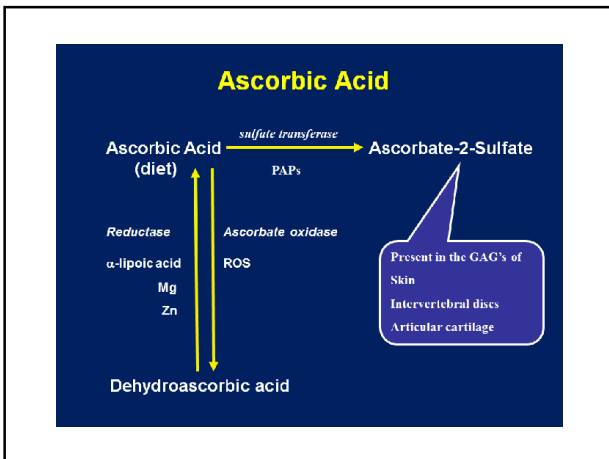 Ascorbic Acid
sulfate transferase
Ascorbic Acid
(diet)
Ascorbate-2-Sulfate
PAPs
Reductase
Ascorbate oxidase
α-lipoic acid
ROS
Mg
Zn
Present in the GAG's of
Skin
Intervertebral discs
Articular cartilage
Dehydroascorbic acid